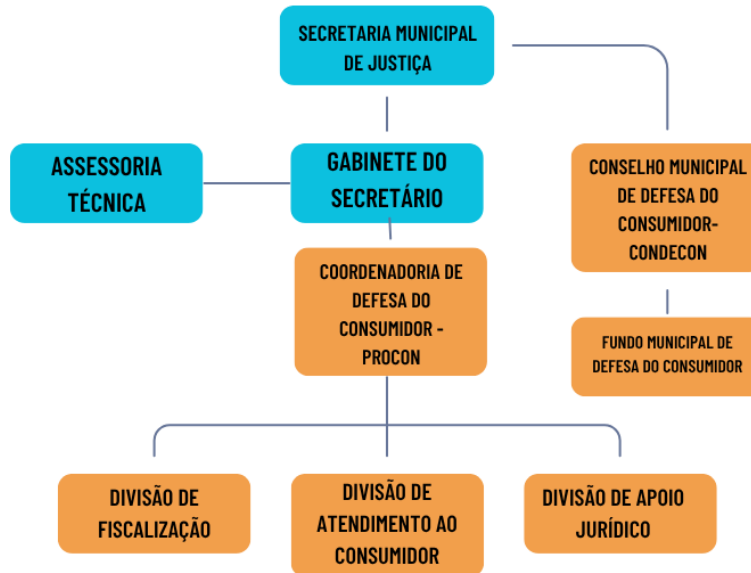 SECRETARIA MUNICIPAL
DE JUSTIÇA
ASSESSORIA
TÉCNICA
GABINETE DO
SECRETÁRIO
CONSELHO MUNICIPAL
DE DEFESA DO
CONSUMIDOR-
CONDECON
COORDENADORIA DE
DEFESA DO
CONSUMIDOR -
PROCON
FUNDO MUNICIPAL DE
DEFESA DO CONSUMIDOR
DIVISÃO DE
FISCALIZAÇÃO
DIVISÃO DE
ATENDIMENTO AO
CONSUMIDOR
DIVISÃO DE APOIO
JURÍDICO